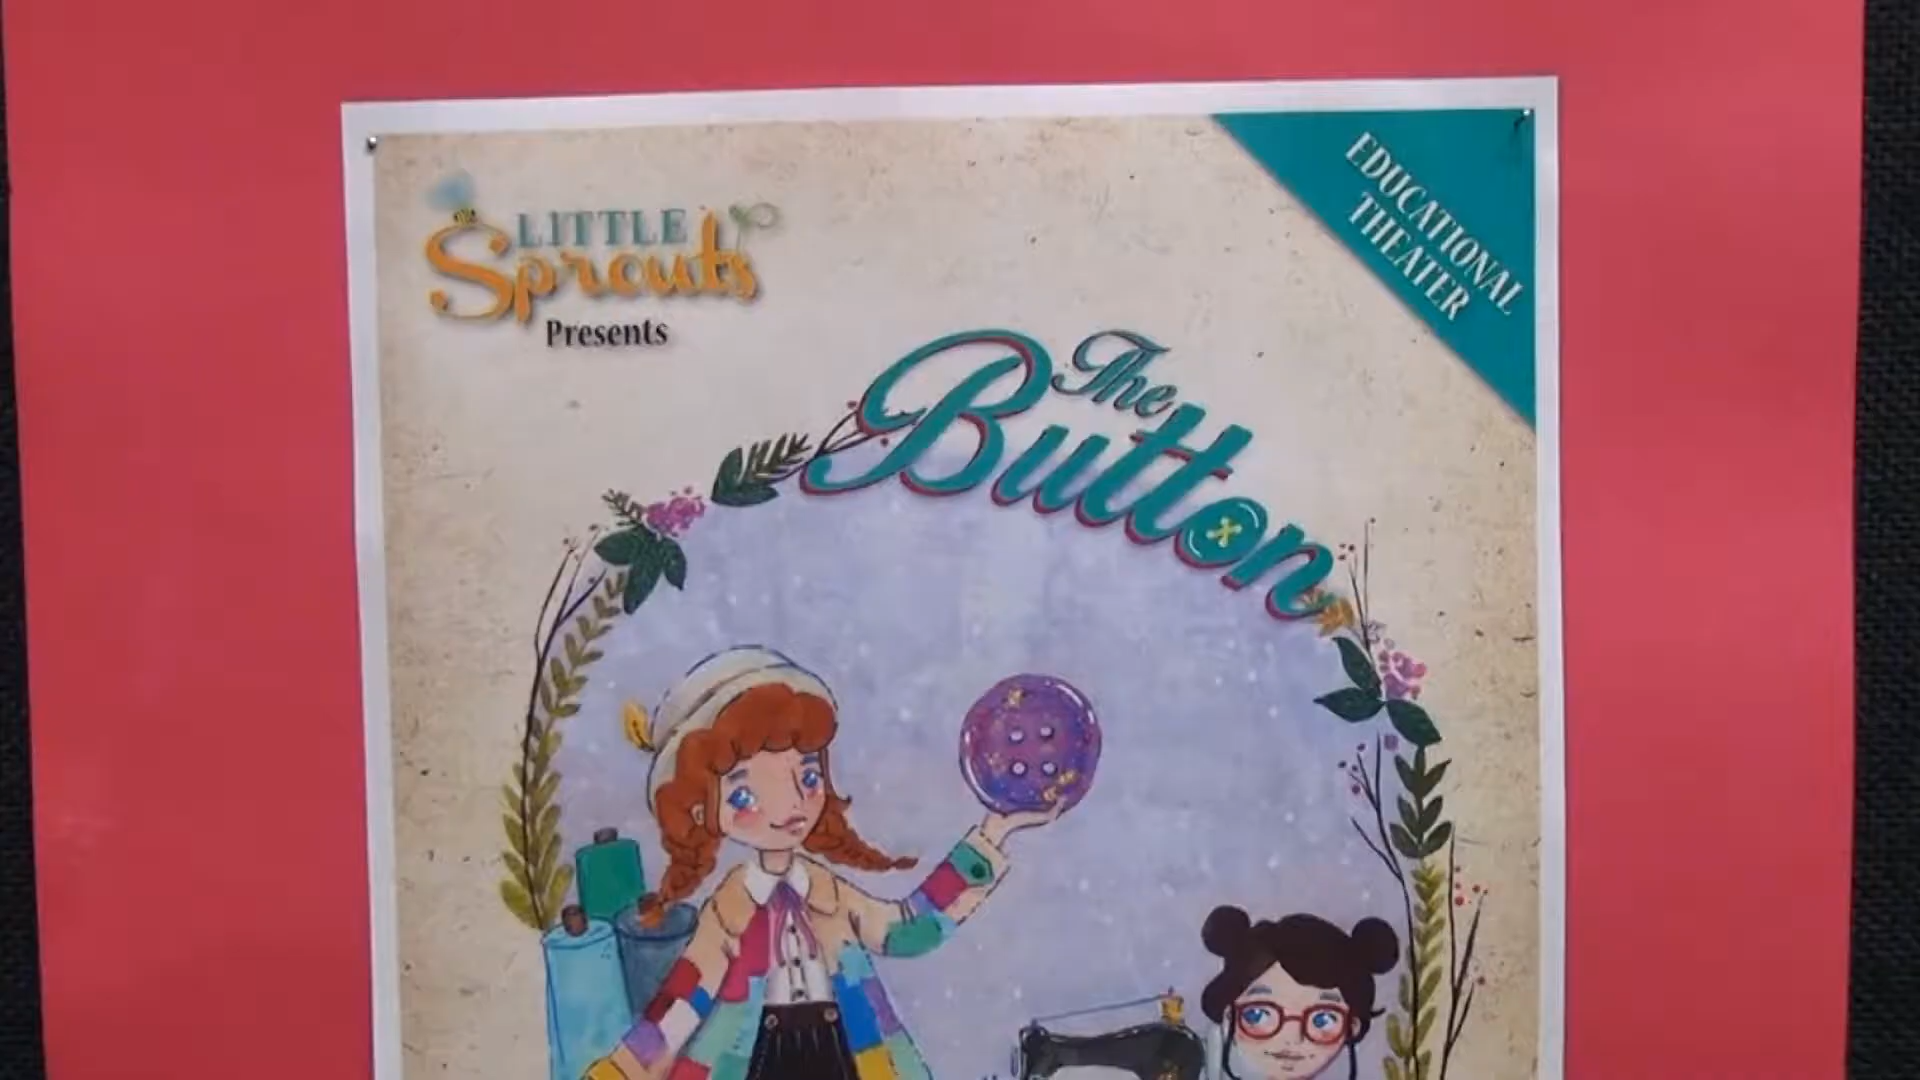 LITTLE
Sprouts
Presents
EDUCATIONAL
THEATER
The
Button